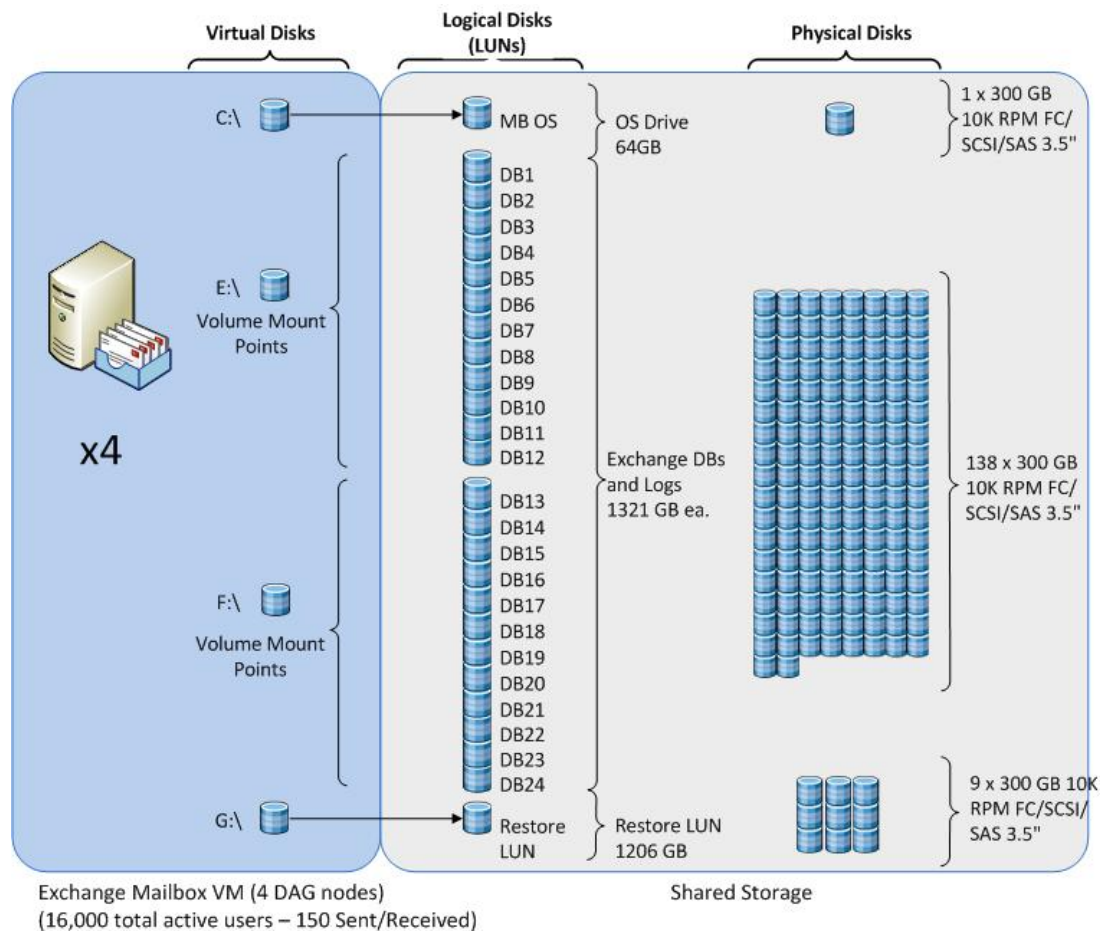 Virtual Disks
Logical Disks
(LUNs)
Physical Disks
C:\
MB OS
OS Drive
64GB
1 x 300 GB
10K RPM FC/
SCSI/SAS 3.5"
DB1
DB2
DB3
DB4
DB5
DB6
DB7
DB8
DB9
DB10
DB11
DB12
E:\
Volume Mount
Points
x4
Exchange DBs
and Logs
1321 GB ea.
138 x 300 GB
10K RPM FC/
SCSI/SAS 3.5"
DB13
DB14
DB15
DB16
DB17
DB18
DB19
DB20
DB21
DB22
DB23
DB24
F:\
Volume Mount
Points
G:\
Restore
LUN
Restore LUN
1206 GB
9 x 300 GB 10K
RPM FC/SCSI/
SAS 3.5"
Exchange Mailbox VM (4 DAG nodes)
(16,000 total active users – 150 Sent/Received)
Shared Storage